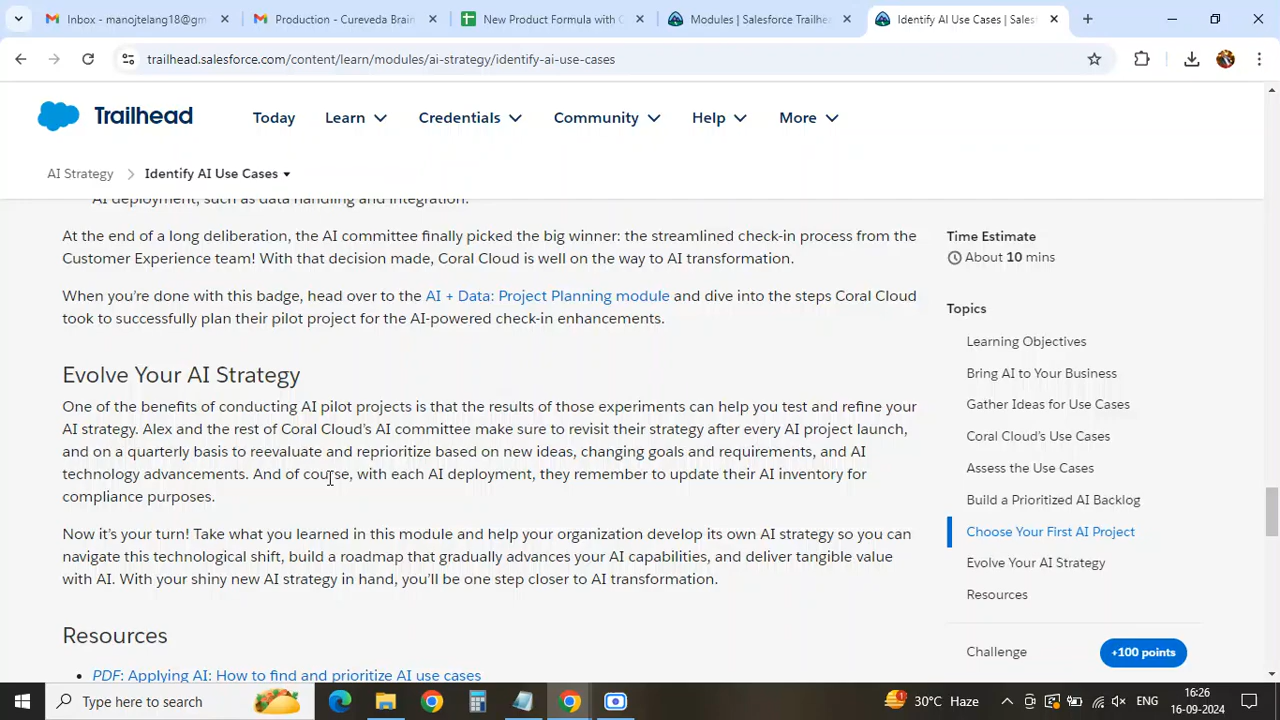 Inbox - manojtelang18@gm
Production - Cureveda Brain
New Product Formula with C
Modules | Salesforce Trailhea
Identify AI Use Cases | Sales
trailhead.salesforce.com/content/learn/modules/ai-strategy/identify-ai-use-cases
Trailhead
Today
Learn
Credentials
Community
Help
More
AI Strategy
Identify AI Use Cases
AI deployment, such as data handling and integration.
At the end of a long deliberation, the AI committee finally picked the big winner: the streamlined check-in process from the
Customer Experience team! With that decision made, Coral Cloud is well on the way to AI transformation.
When you’re done with this badge, head over to the AI + Data: Project Planning module and dive into the steps Coral Cloud
took to successfully plan their pilot project for the AI-powered check-in enhancements.
Evolve Your AI Strategy
One of the benefits of conducting AI pilot projects is that the results of those experiments can help you test and refine your
AI strategy. Alex and the rest of Coral Cloud’s AI committee make sure to revisit their strategy after every AI project launch,
and on a quarterly basis to reevaluate and reprioritize based on new ideas, changing goals and requirements, and AI
technology advancements. And of course, with each AI deployment, they remember to update their AI inventory for
compliance purposes.
Now it’s your turn! Take what you learned in this module and help your organization develop its own AI strategy so you can
navigate this technological shift, build a roadmap that gradually advances your AI capabilities, and deliver tangible value
with AI. With your shiny new AI strategy in hand, you’ll be one step closer to AI transformation.
Resources
PDF: Applying AI: How to find and prioritize AI use cases
Time Estimate
About 10 mins
Topics
Learning Objectives
Bring AI to Your Business
Gather Ideas for Use Cases
Coral Cloud’s Use Cases
Assess the Use Cases
Build a Prioritized AI Backlog
Choose Your First AI Project
Evolve Your AI Strategy
Resources
Challenge
+100 points
Type here to search
1
30°C Haze
ENG
16:26
16-09-2024